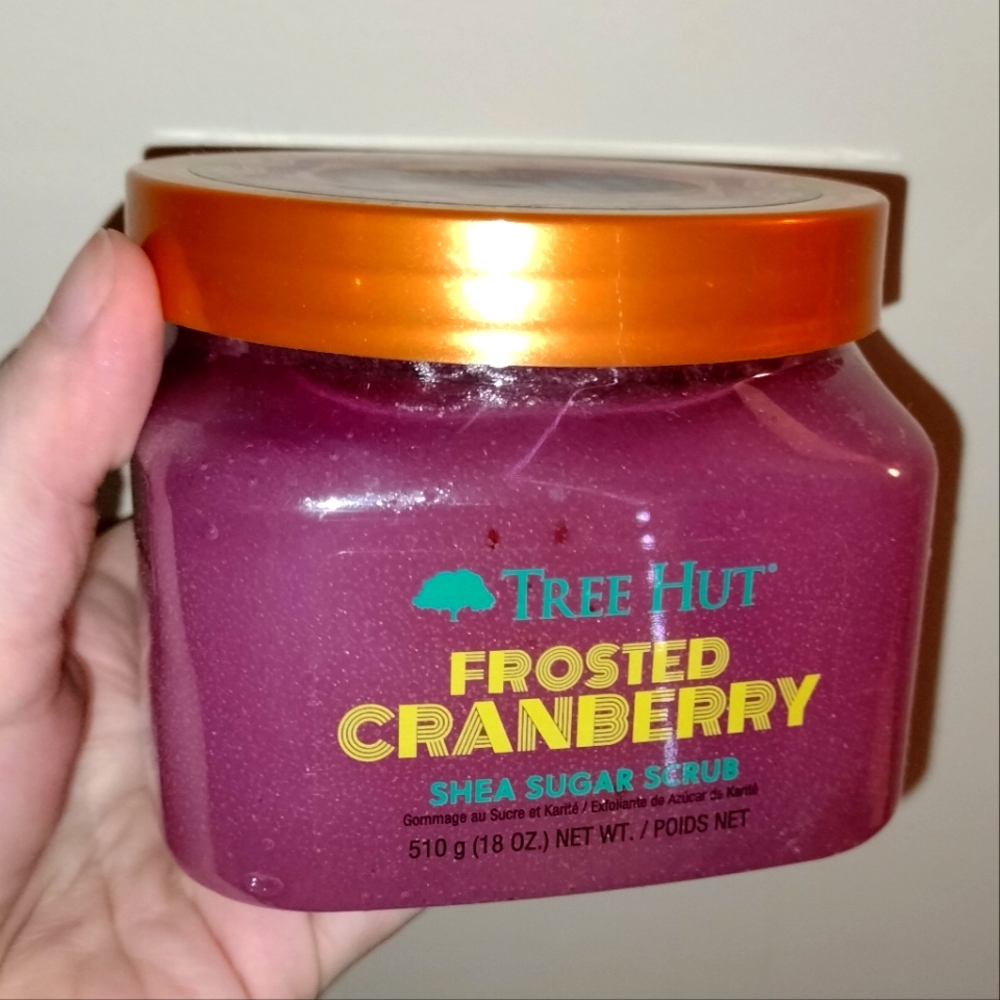 TREE HUT®
FROSTED
CRANBERRY
SHEA SUGAR SCRUB
Gommage au Sucre et Karité / Exfoliante de Azúcar de Karité
510 g (18 OZ.) NET WT. / POIDS NET